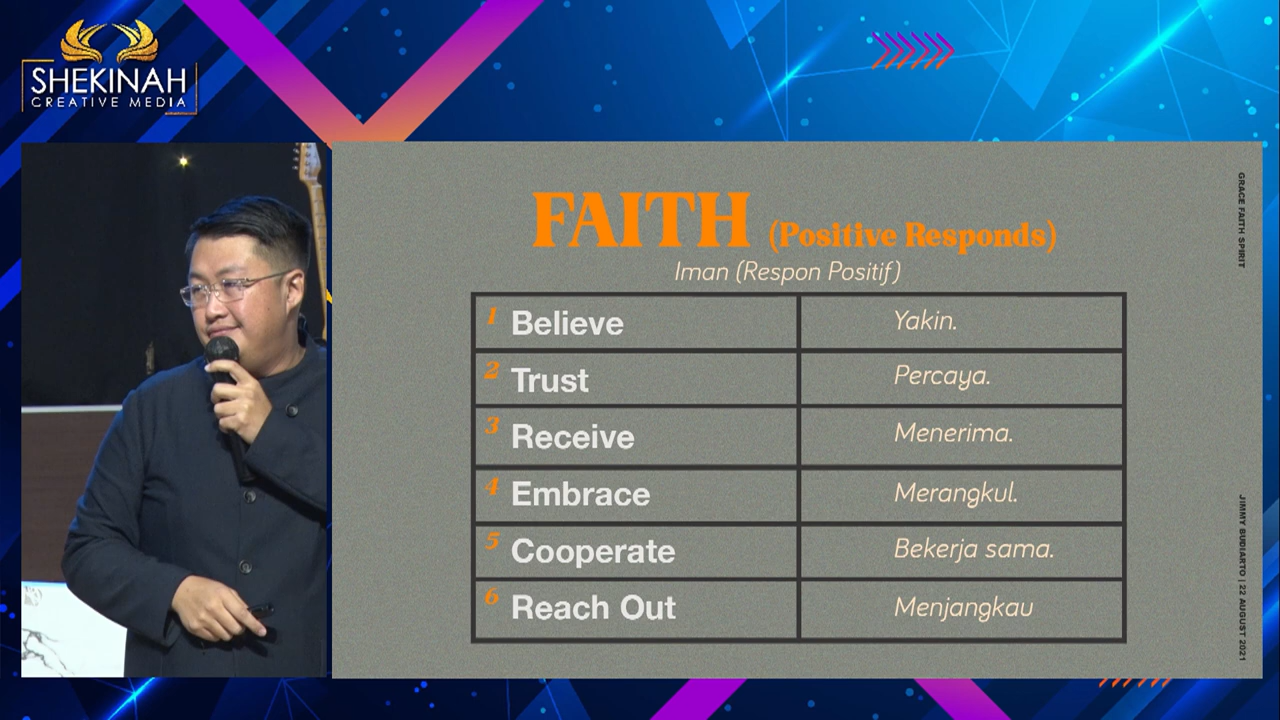 SHEKINAH
CREATIVE MEDIA
FAITH (Positive Responds)
Iman (Respon Positif)
1 Believe Yakin.
2 Trust Percaya.
3 Receive Menerima.
4 Embrace Merangkul.
5 Cooperate Bekerja sama.
6 Reach Out Menjangkau
GRACE FAITH SPIRIT
JIMMY BUDIARTO | 22 AUGUST 2021